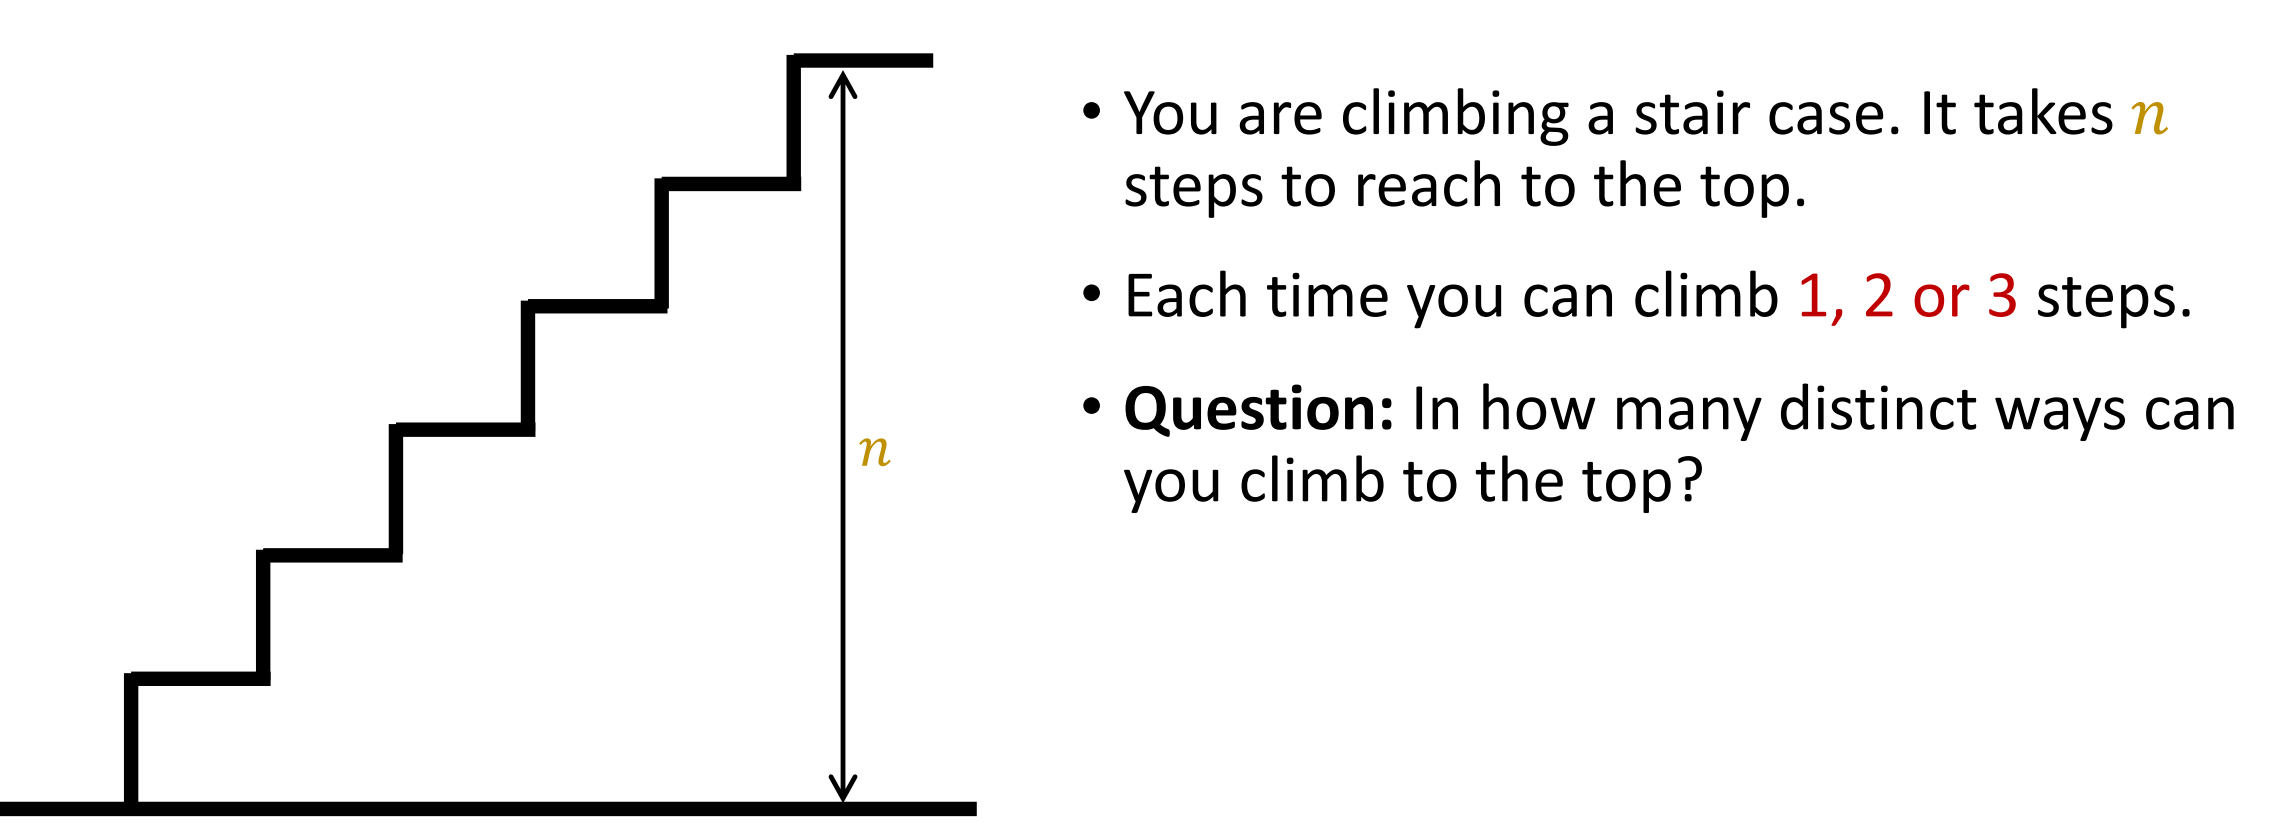 • You are climbing a stair case. It takes n
steps to reach to the top.
• Each time you can climb 1, 2 or 3 steps.
• Question: In how many distinct ways can
you climb to the top?
n